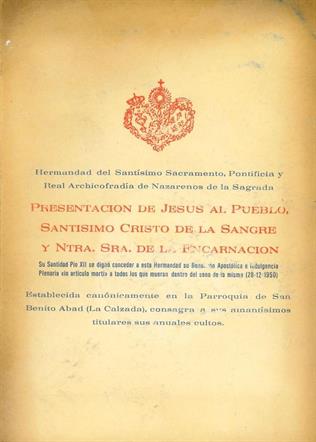 Hermandad del Santísimo Sacramento, Pontificia y
Real Archicofradía de Nazarenos de la Sagrada
PRESENTACION DE JESUS AL PUEBLO,
SANTISIMO CRISTO DE LA SANGRE
Y NTRA. SRA. DE LA ENCARNACION
Su Santidad Pío XII se dignó conceder a esta Hermandad su Apostólica e Indulgencia
Plenaria «in artículo mortis» a todos los que mueran dentro del seno de la misma (28-12-1950)
Establecida canónicamente en la Parroquia de San
Benito Abad (La Calzada), consagra a sus amantísimos
titulares sus anuales cultos.